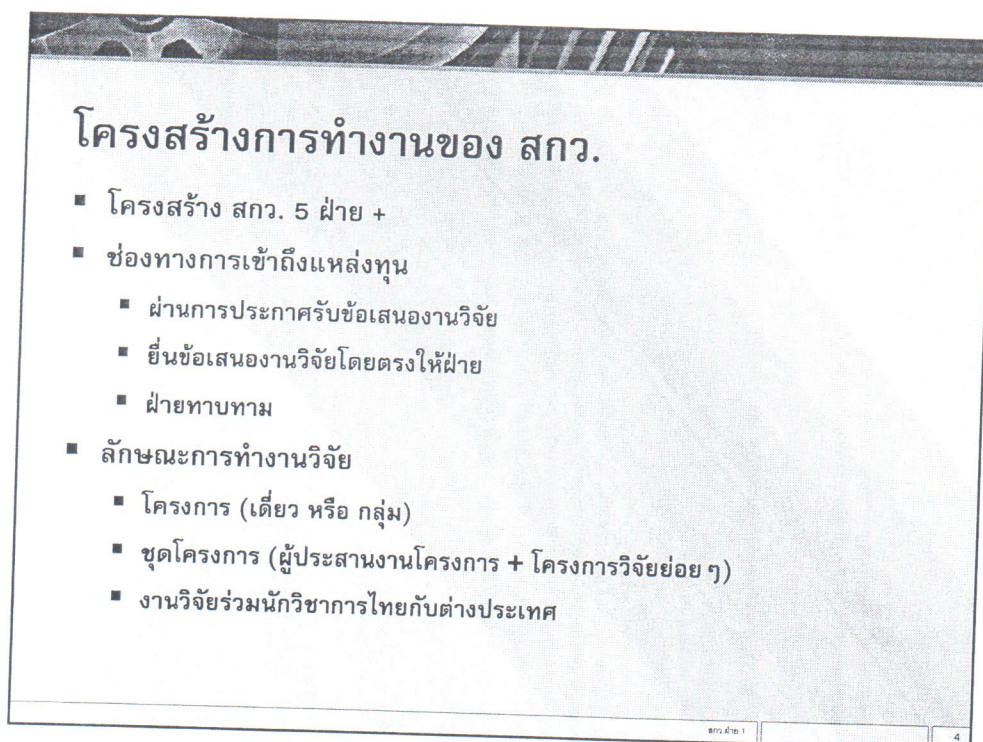 โครงสร้างการทำงานของ สกว.
โครงสร้าง สกว. 5 ฝ่าย +
ช่องทางการเข้าถึงแหล่งทุน
ผ่านการประกาศรับข้อเสนองานวิจัย
ยื่นข้อเสนองานวิจัยโดยตรงให้ฝ่าย
ฝ่ายทาบทาม
ลักษณะการทำงานวิจัย
โครงการ (เดี่ยว หรือ กลุ่ม)
ชุดโครงการ (ผู้ประสานงานโครงการ + โครงการวิจัยย่อย ๆ)
งานวิจัยร่วมนักวิชาการไทยกับต่างประเทศ
สกว ฝ่าย 1
4